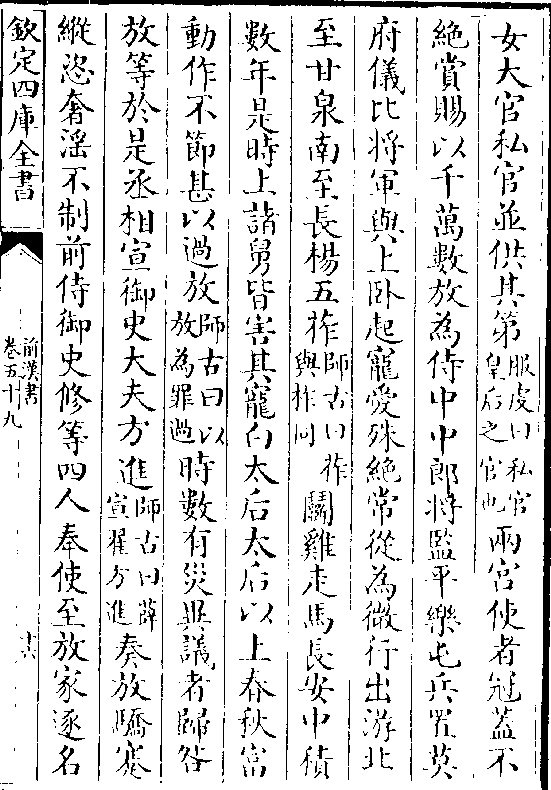 女大官私官並供其第服䖍曰私官皇后之官也兩宫使者冠蓋不
絶賞賜以千萬數放為侍中中郎將監平樂屯兵置莫
府儀比將軍與上卧起寵愛殊絶常從為微行出游北
至甘泉南至長楊五莋師古曰莋與柞同鬬雞走馬長安中積
數年是時上諸舅皆害其寵白太后太后以上春秋富
動作不節甚以過放師古曰以放為罪過時數有災異議者歸咎
放等於是丞相宣御史大夫方進師古曰薛宣翟方進奏放驕蹇
縱恣奢淫不制前侍御史修等四人奉使至放家逐名
欽定四庫全書
前漢書
卷五十九